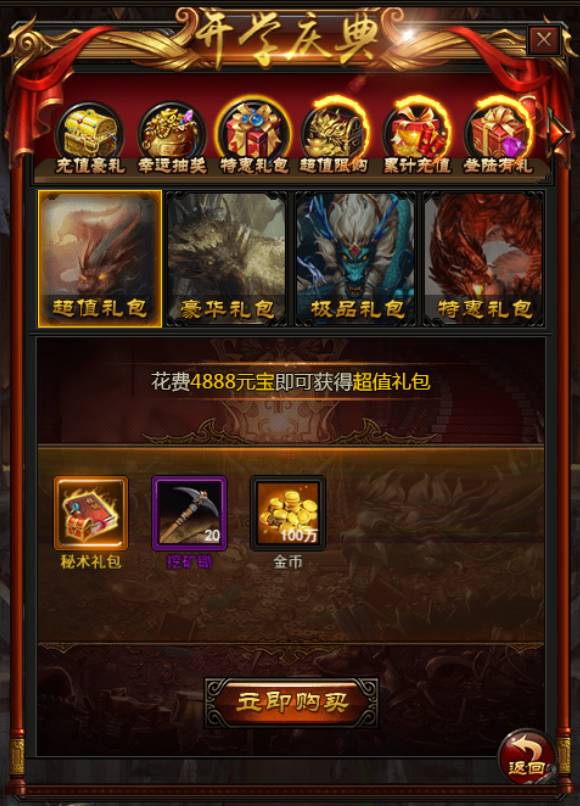 开学庆典
充值豪礼 幸运抽奖 特惠礼包 超值限购 累计充值 登陆有礼
超值礼包 豪华礼包 极品礼包 特惠礼包
花费4888元宝即可获得超值礼包
20 100万
秘术礼包 挖矿锄 金币
立即购买
返回